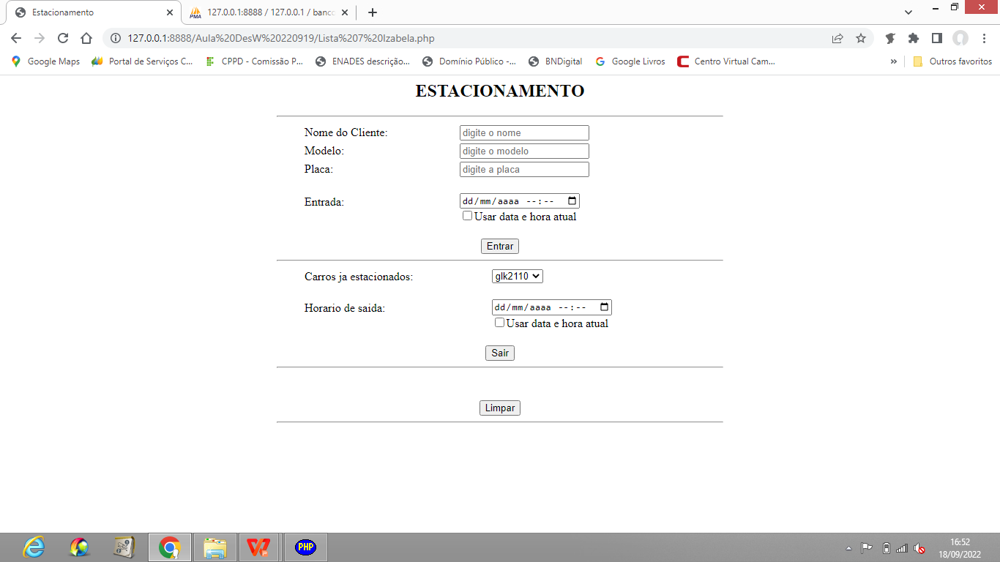 Estacionamento
PMA 127.0.0.1:8888 / 127.0.0.1 / banco
127.0.0.1:8888/Aula%20DesW%20220919/Lista%207%20Izabela.php
Google Maps Portal de Serviços C... CPPD - Comissão P... ENADES descrição... Domínio Público -... BNDigital Google Livros Centro Virtual Cam... » Outros favoritos
ESTACIONAMENTO
Nome do Cliente: digite o nome
Modelo: digite o modelo
Placa: digite a placa
Entrada: dd/mm/aaaa --:--
Usar data e hora atual
Entrar
Carros ja estacionados: glk2110
Horario de saida: dd/mm/aaaa --:--
Usar data e hora atual
Sair
Limpar
PHP
16:52
18/09/2022